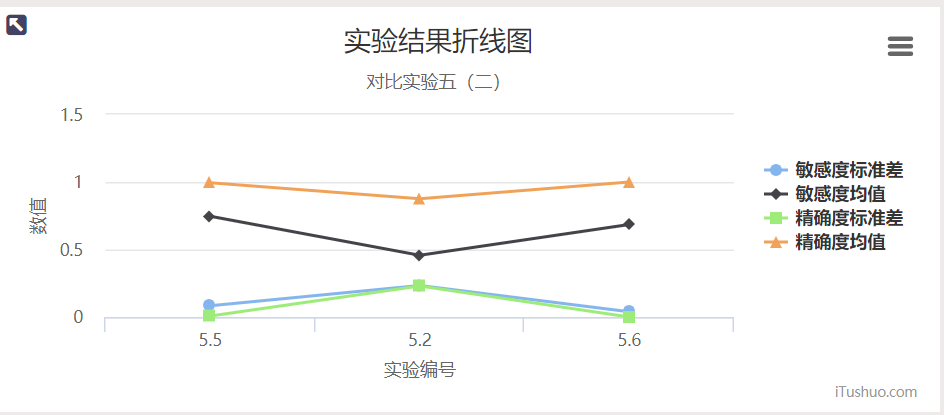 实验结果折线图
对比实验五（二）
数值
1.5
1
0.5
0
5.5
5.2
5.6
实验编号
敏感度标准差
敏感度均值
精确度标准差
精确度均值
iTushuo.com